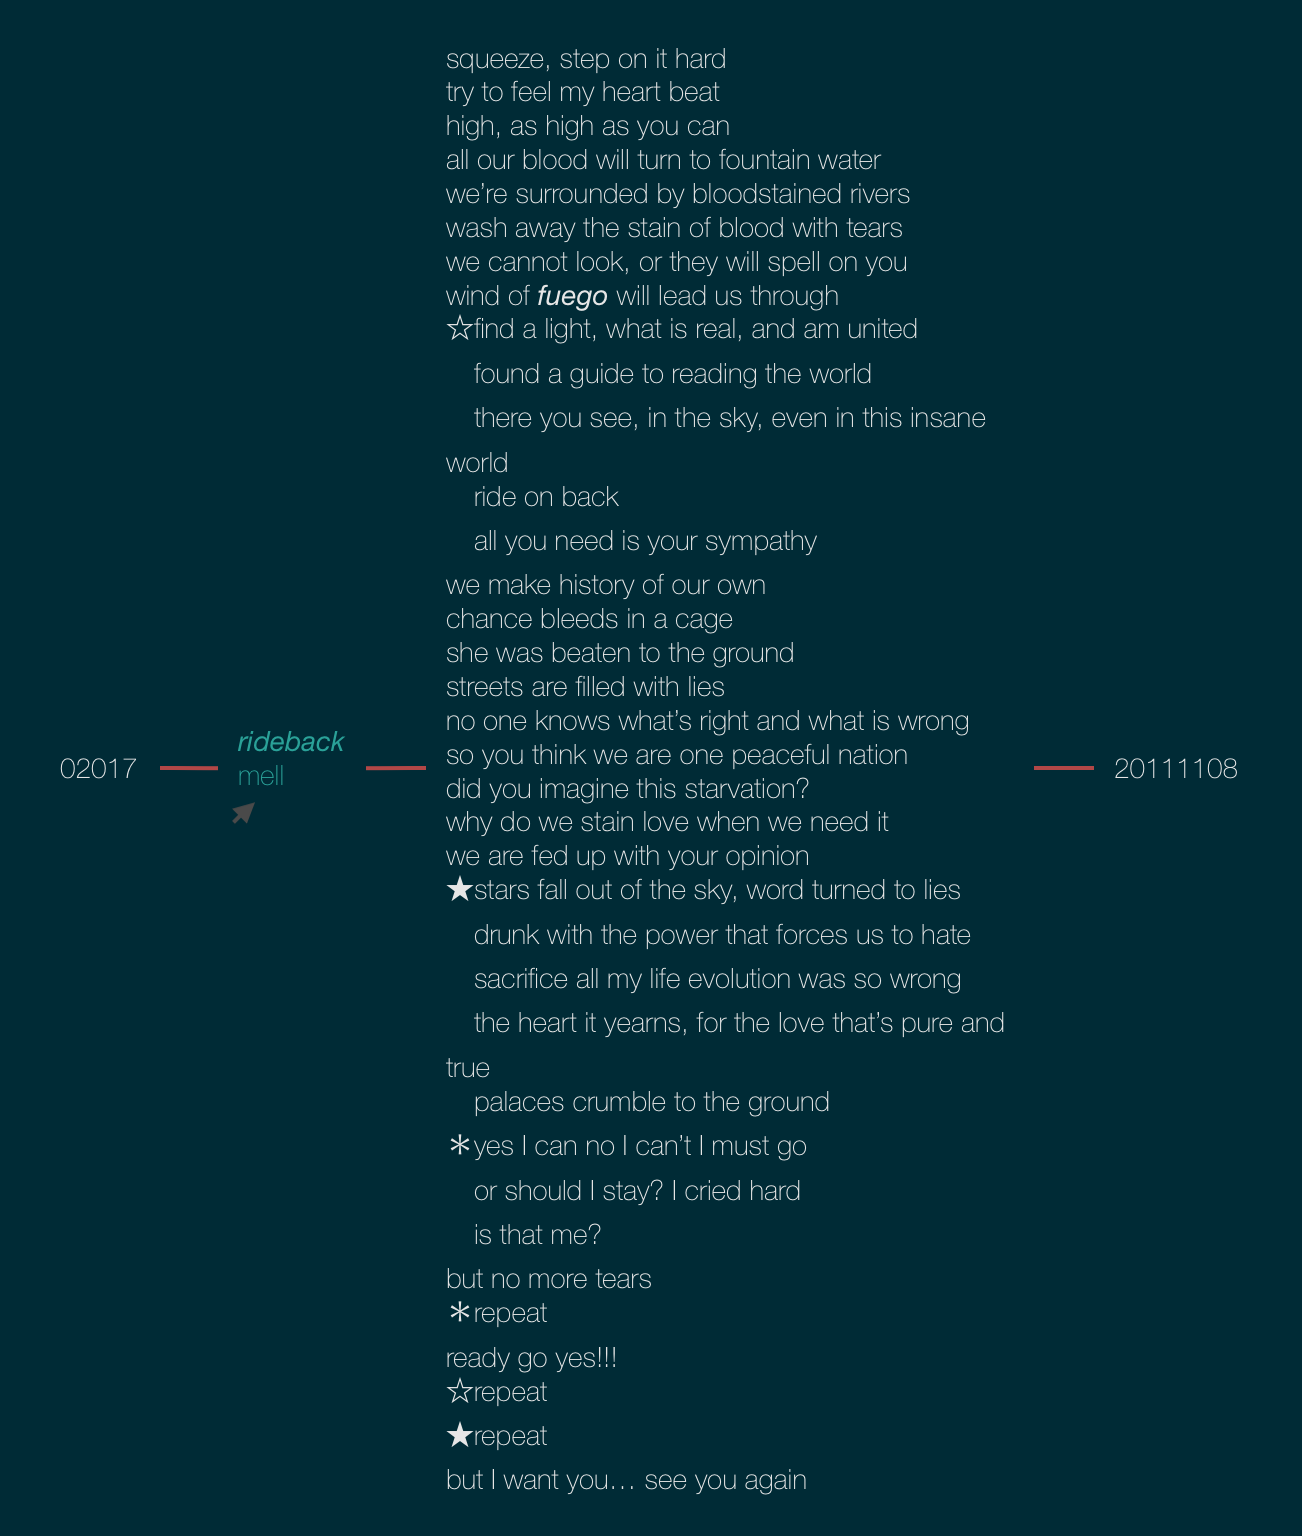 02017
rideback
mell
squeeze, step on it hard
try to feel my heart beat
high, as high as you can
all our blood will turn to fountain water
we’re surrounded by bloodstained rivers
wash away the stain of blood with tears
we cannot look, or they will spell on you
wind of fuego will lead us through
☆find a light, what is real, and am united
found a guide to reading the world
there you see, in the sky, even in this insane
world
ride on back
all you need is your sympathy
we make history of our own
chance bleeds in a cage
she was beaten to the ground
streets are filled with lies
no one knows what’s right and what is wrong
so you think we are one peaceful nation
did you imagine this starvation?
why do we stain love when we need it
we are fed up with your opinion
★stars fall out of the sky, word turned to lies
drunk with the power that forces us to hate
sacrifice all my life evolution was so wrong
the heart it yearns, for the love that’s pure and
true
palaces crumble to the ground
＊yes I can no I can’t I must go
or should I stay? I cried hard
is that me?
but no more tears
＊repeat
ready go yes!!!
☆repeat
★repeat
but I want you… see you again
20111108